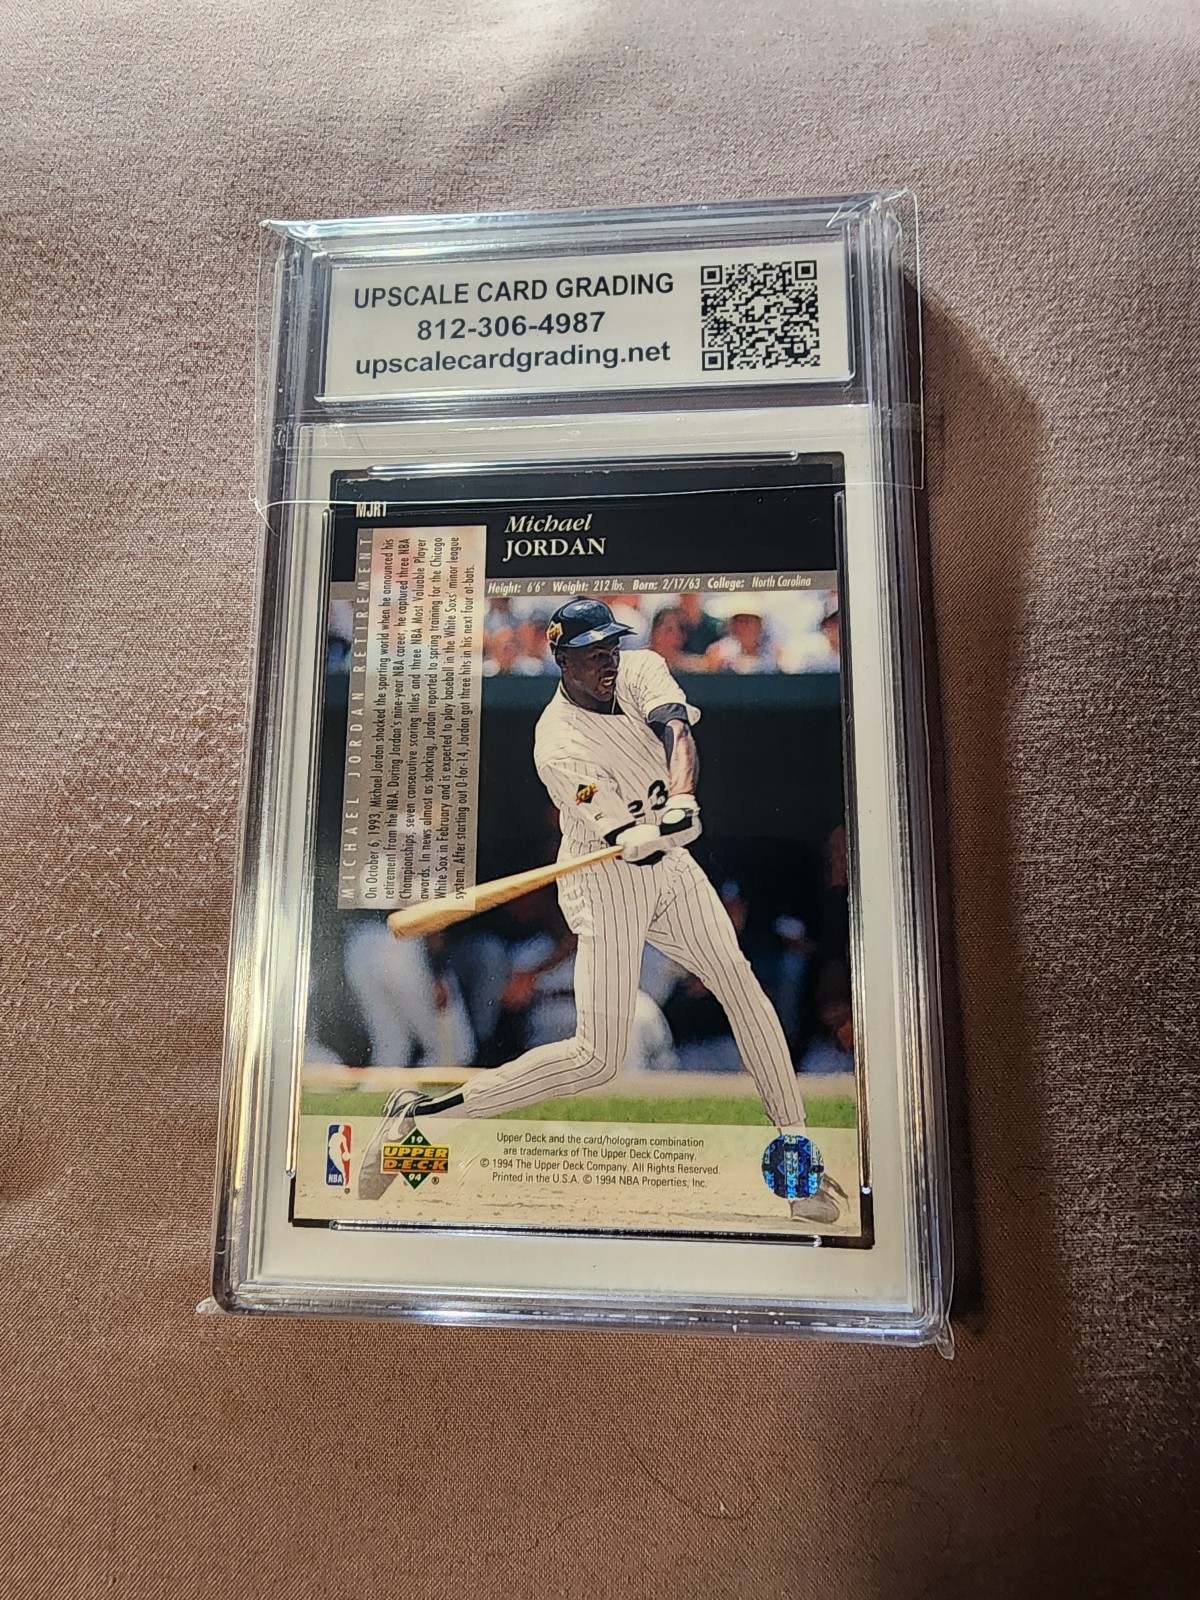 UPSCALE CARD GRADING
812-306-4987
upscalecardgrading.net
MJR1
Michael
JORDAN
Height: 6'6" Weight: 212 lbs. Born: 2/17/63 College: North Carolina
MICHAEL JORDAN RETIREMENT
On October 6, 1993, Michael Jordan shocked the sporting world when he announced his
retirement from the NBA. During Jordan's nine-year NBA career, he captured three NBA
Championships, seven consecutive scoring titles and three NBA Most Valuable Player
awards. In news almost as shocking, Jordan reported to spring training for the Chicago
White Sox in February and is expected to play baseball in the White Soxs' minor league
system. After starting out 0-for-14, Jordan got three hits in his next four at-bats.
23
NBA
®
19
UPPER
DECK
94
®
Upper Deck and the card/hologram combination
are trademarks of The Upper Deck Company.
© 1994 The Upper Deck Company. All Rights Reserved.
Printed in the U.S.A. © 1994 NBA Properties, Inc.